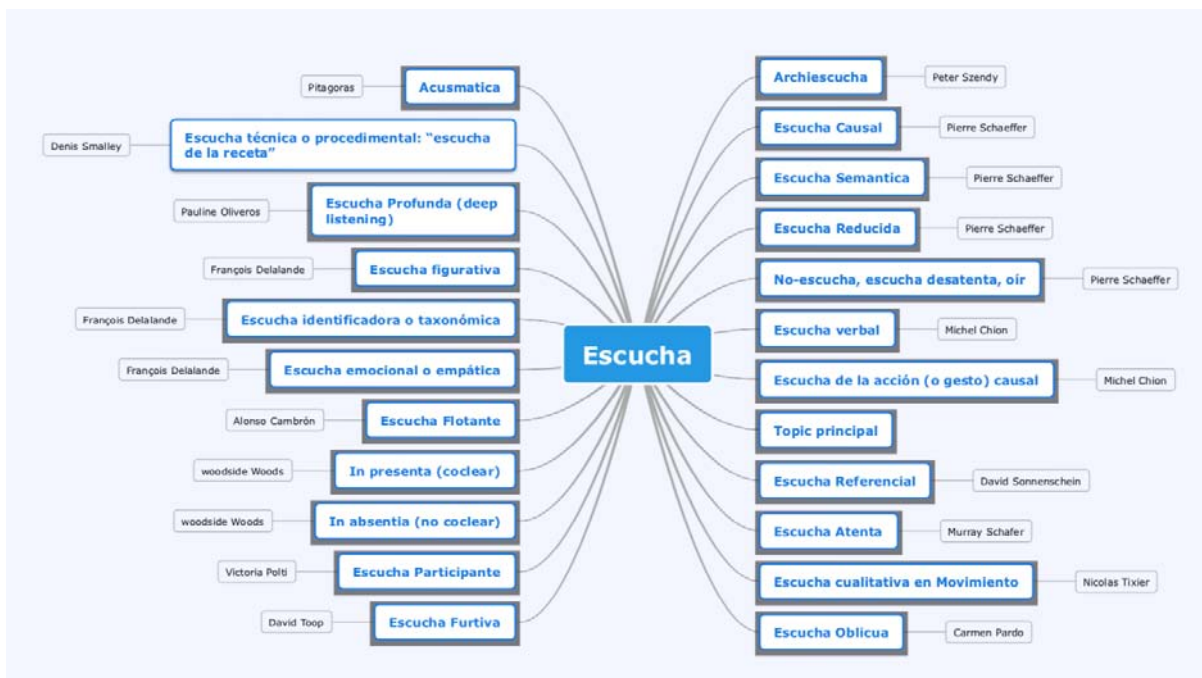 Escucha
Pitagoras
Acusmatica
Denis Smalley
Escucha técnica o procedimental: “escucha
de la receta”
Pauline Oliveros
Escucha Profunda (deep
listening)
François Delalande
Escucha figurativa
François Delalande
Escucha identificadora o taxonómica
François Delalande
Escucha emocional o empática
Alonso Cambrón
Escucha Flotante
woodside Woods
In presenta (coclear)
woodside Woods
In absentia (no coclear)
Victoria Polti
Escucha Participante
David Toop
Escucha Furtiva
Archiescucha
Peter Szendy
Escucha Causal
Pierre Schaeffer
Escucha Semantica
Pierre Schaeffer
Escucha Reducida
Pierre Schaeffer
No-escucha, escucha desatenta, oír
Pierre Schaeffer
Escucha verbal
Michel Chion
Escucha de la acción (o gesto) causal
Michel Chion
Topic principal
Escucha Referencial
David Sonnenschein
Escucha Atenta
Murray Schafer
Escucha cualitativa en Movimiento
Nicolas Tixier
Escucha Oblicua
Carmen Pardo